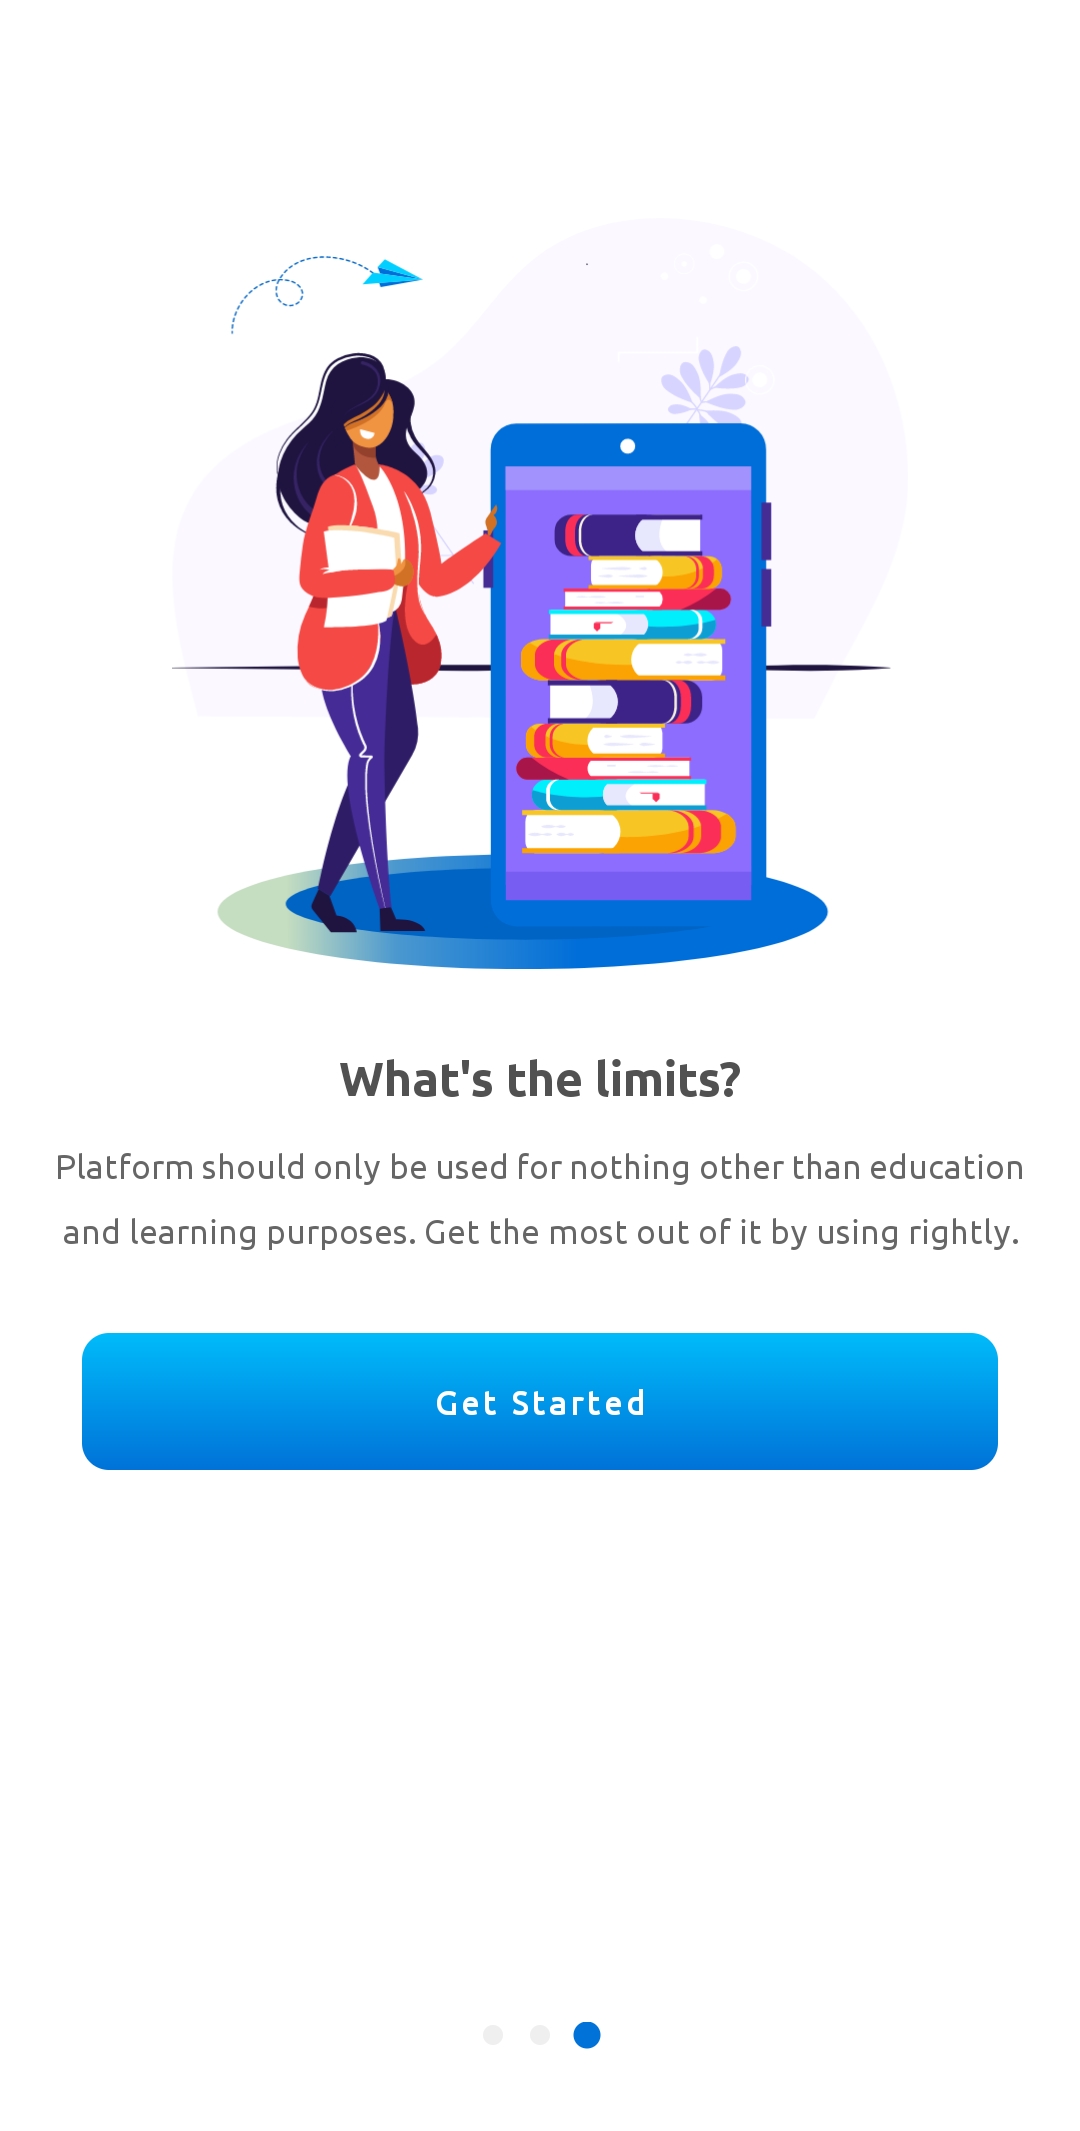 What's the limits?
Platform should only be used for nothing other than education
and learning purposes. Get the most out of it by using rightly.
Get Started